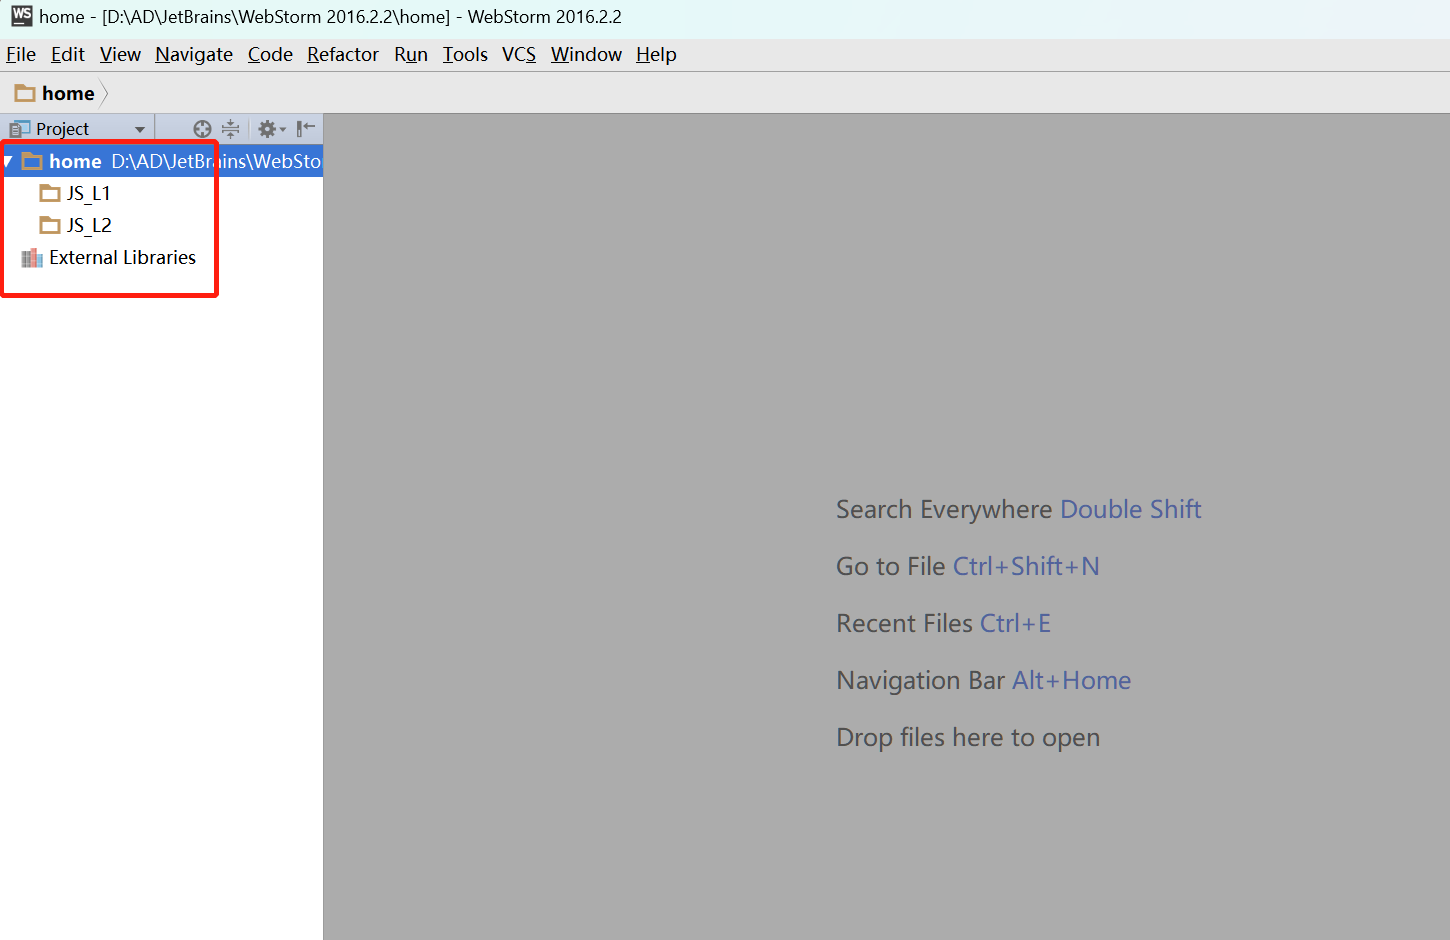 WS home - [D:\AD\JetBrains\WebStorm 2016.2.2\home] - WebStorm 2016.2.2
File Edit View Navigate Code Refactor Run Tools VCS Window Help
home
Project
home D:\AD\JetBrains\WebSto
JS_L1
JS_L2
External Libraries
Search Everywhere Double Shift
Go to File Ctrl+Shift+N
Recent Files Ctrl+E
Navigation Bar Alt+Home
Drop files here to open